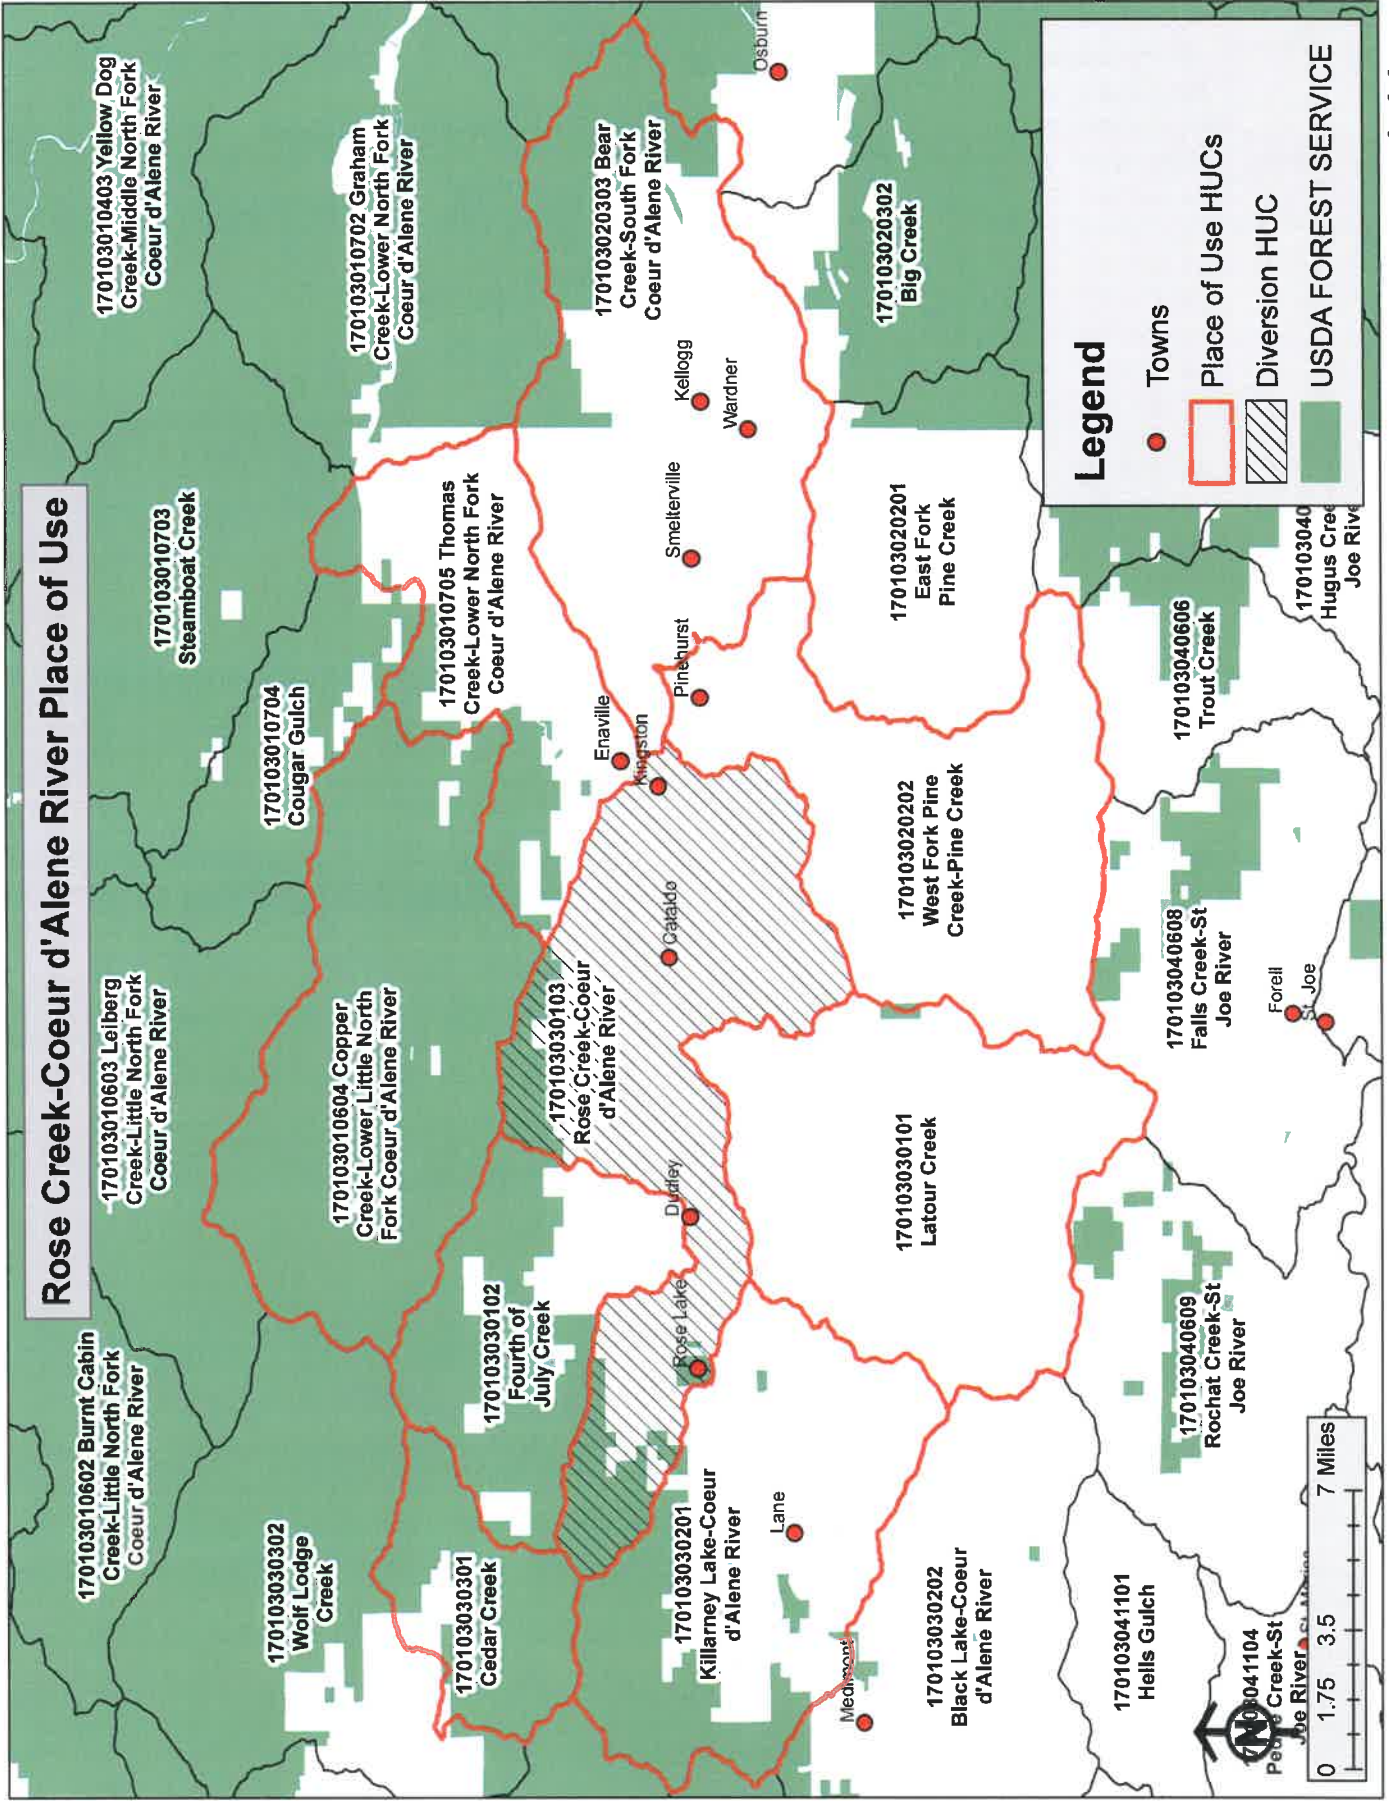 Rose Creek-Coeur d'Alene River Place of Use
170103010602 Burnt Cabin
Creek-Little North Fork
Coeur d'Alene River
170103010603 Leiberg
Creek-Little North Fork
Coeur d'Alene River
170103010703
Steamboat Creek
170103010403 Yellow Dog
Creek-Middle North Fork
Coeur d'Alene River
170103030302
Wolf Lodge
Creek
170103010604 Copper
Creek-Lower Little North
Fork Coeur d'Alene River
170103010704
Cougar Gulch
170103010702 Graham
Creek-Lower North Fork
Coeur d'Alene River
170103030301
Cedar Creek
170103030102
Fourth of
July Creek
170103030103
Rose Creek-Coeur
d'Alene River
170103010705 Thomas
Creek-Lower North Fork
Coeur d'Alene River
170103020303 Bear
Creek-South Fork
Coeur d'Alene River
Enaville
Kingston
Pinehurst
Smelterville
Kellogg
Wardner
Osburn
Cataldo
Dudley
Rose Lake
170103030201
Killarney Lake-Coeur
d'Alene River
Lane
Medimont
170103030202
Black Lake-Coeur
d'Alene River
170103030101
Latour Creek
170103020202
West Fork Pine
Creek-Pine Creek
170103020201
East Fork
Pine Creek
170103020302
Big Creek
170103041101
Hells Gulch
170103040609
Rochat Creek-St
Joe River
170103040608
Falls Creek-St
Joe River
170103040606
Trout Creek
170103040
Hugus Cree
Joe Rive
Forell
St. Joe
Creek-St
Joe River
N
0 1.75 3.5 7 Miles
Legend
Towns
Place of Use HUCs
Diversion HUC
USDA FOREST SERVICE